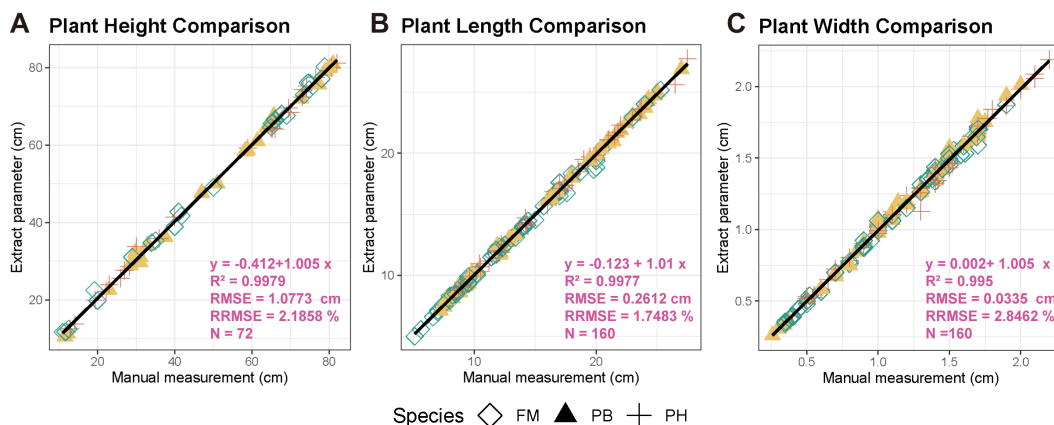 A Plant Height Comparison
Extract parameter (cm)
80
60
40
20
y = -0.412+1.005 x
R² = 0.9979
RMSE = 1.0773 cm
RRMSE = 2.1858 %
N = 72
20 40 60 80
Manual measurement (cm)
B Plant Length Comparison
Extract parameter (cm)
20
10
y = -0.123 + 1.01 x
R² = 0.9977
RMSE = 0.2612 cm
RRMSE = 1.7483 %
N = 160
10 20
Manual measurement (cm)
C Plant Width Comparison
Extract parameter (cm)
2.0
1.5
1.0
0.5
y = 0.002+ 1.005 x
R² = 0.995
RMSE = 0.0335 cm
RRMSE = 2.8462 %
N =160
0.5 1.0 1.5 2.0
Manual measurement (cm)
Species FM PB PH